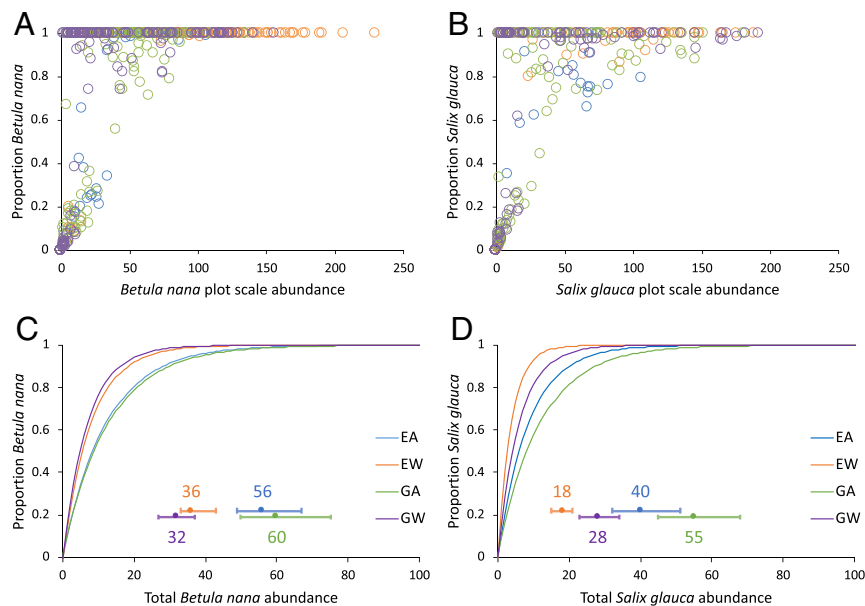 A
Proportion Betula nana
1
0.8
0.6
0.4
0.2
0
0 50 100 150 200 250
Betula nana plot scale abundance
B
Proportion Salix glauca
1
0.8
0.6
0.4
0.2
0
0 50 100 150 200 250
Salix glauca plot scale abundance
C
Proportion Betula nana
1
0.8
0.6
0.4
0.2
0
EA
EW
GA
GW
36 56
32 60
0 20 40 60 80 100
Total Betula nana abundance
D
Proportion Salix glauca
1
0.8
0.6
0.4
0.2
0
EA
EW
GA
GW
18 40
28 55
0 20 40 60 80 100
Total Salix glauca abundance